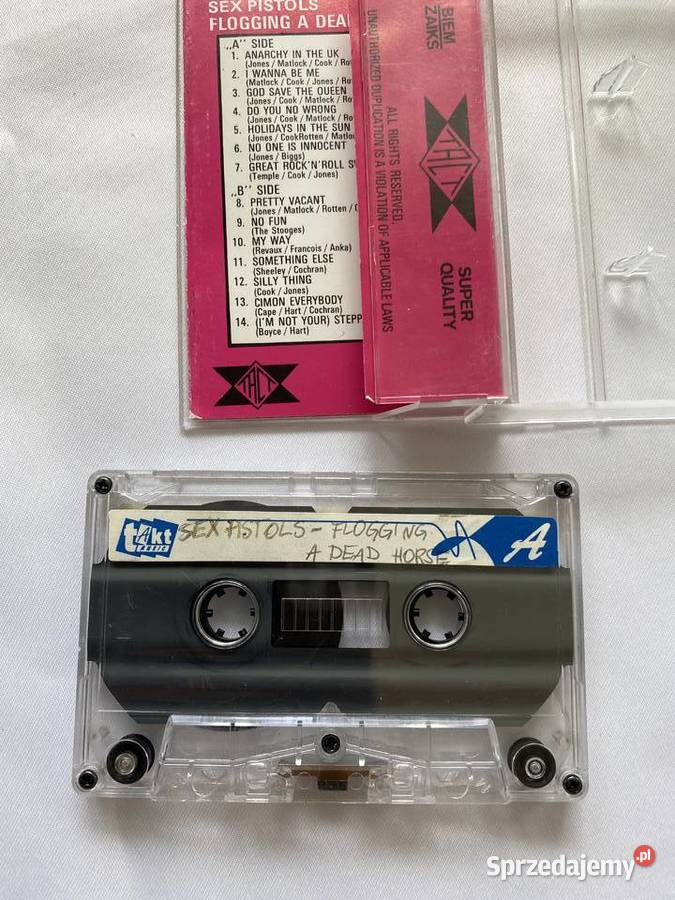 SEX PISTOLS
FLOGGING A DEA
„A" SIDE
1. ANARCHY IN THE UK
(Jones / Matlock / Cook / Ro
2. I WANNA BE ME
(Matlock / Cook / Jones / Ro
3. GOD SAVE THE QUEEN
(Jones / Cook / Matlock / Ro
4. DO YOU NO WRONG
(Jones / Cook / Matlock / Ro
5. HOLIDAYS IN THE SUN
(Jones / CookRotten / Matlo
6. NO ONE IS INNOCENT
(Jones / Biggs)
7. GREAT ROCK'N'ROLL SV
(Temple / Cook / Jones)
„B" SIDE
8. PRETTY VACANT
(Jones / Matlock / Rotten / C
9. NO FUN
(The Stooges)
10. MY WAY
(Revaux / Francois / Anka)
11. SOMETHING ELSE
(Sheeley / Cochran)
12. SILLY THING
(Cook / Jones)
13. CIMON EVERYBODY
(Cape / Hart / Cochran)
14. (I'M NOT YOUR) STEPP
(Boyce / Hart)
TACT
BIEM
ZAIKS
TACT
SUPER
QUALITY
ALL RIGHTS RESERVED.
UNAUTHORIZED DUPLICATION IS A VIOLATION OF APPLICABLE LAWS
takt
MUSIC
SEX PISTOLS - FLOGGING
A DEAD HORSE
A
Sprzedajemy.pl